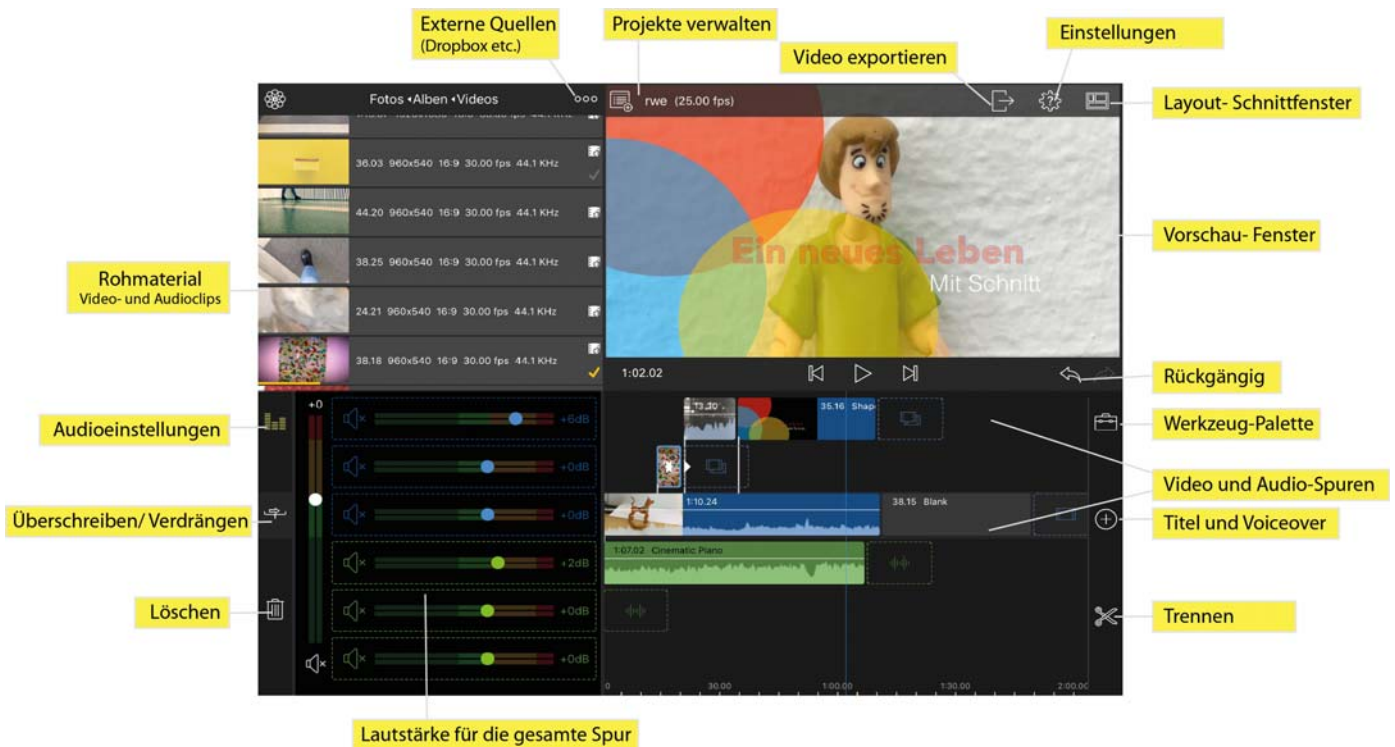 Externe Quellen
(Dropbox etc.)
Projekte verwalten
Video exportieren
Einstellungen
Fotos ◂Alben ◂Videos
rwe (25.00 fps)
Layout- Schnittfenster
36.03 960x540 16:9 30.00 fps 44.1 KHz
44.20 960x540 16:9 30.00 fps 44.1 KHz
Vorschau- Fenster
Ein neues Leben
Mit Schnitt
38.25 960x540 16:9 30.00 fps 44.1 KHz
Rohmaterial
Video- und Audioclips
24.21 960x540 16:9 30.00 fps 44.1 KHz
38.18 960x540 16:9 30.00 fps 44.1 KHz
1:02.02
Rückgängig
Audioeinstellungen
+0
+6dB
35.16 Shap
Werkzeug-Palette
+0dB
Video und Audio-Spuren
Überschreiben/ Verdrängen
+0dB
1:10.24
38.15 Blank
Titel und Voiceover
+2dB
1:07.02 Cinematic Piano
Löschen
+0dB
Trennen
+0dB
0 30.00 1:00.00 1:30.00 2:00.00
Lautstärke für die gesamte Spur